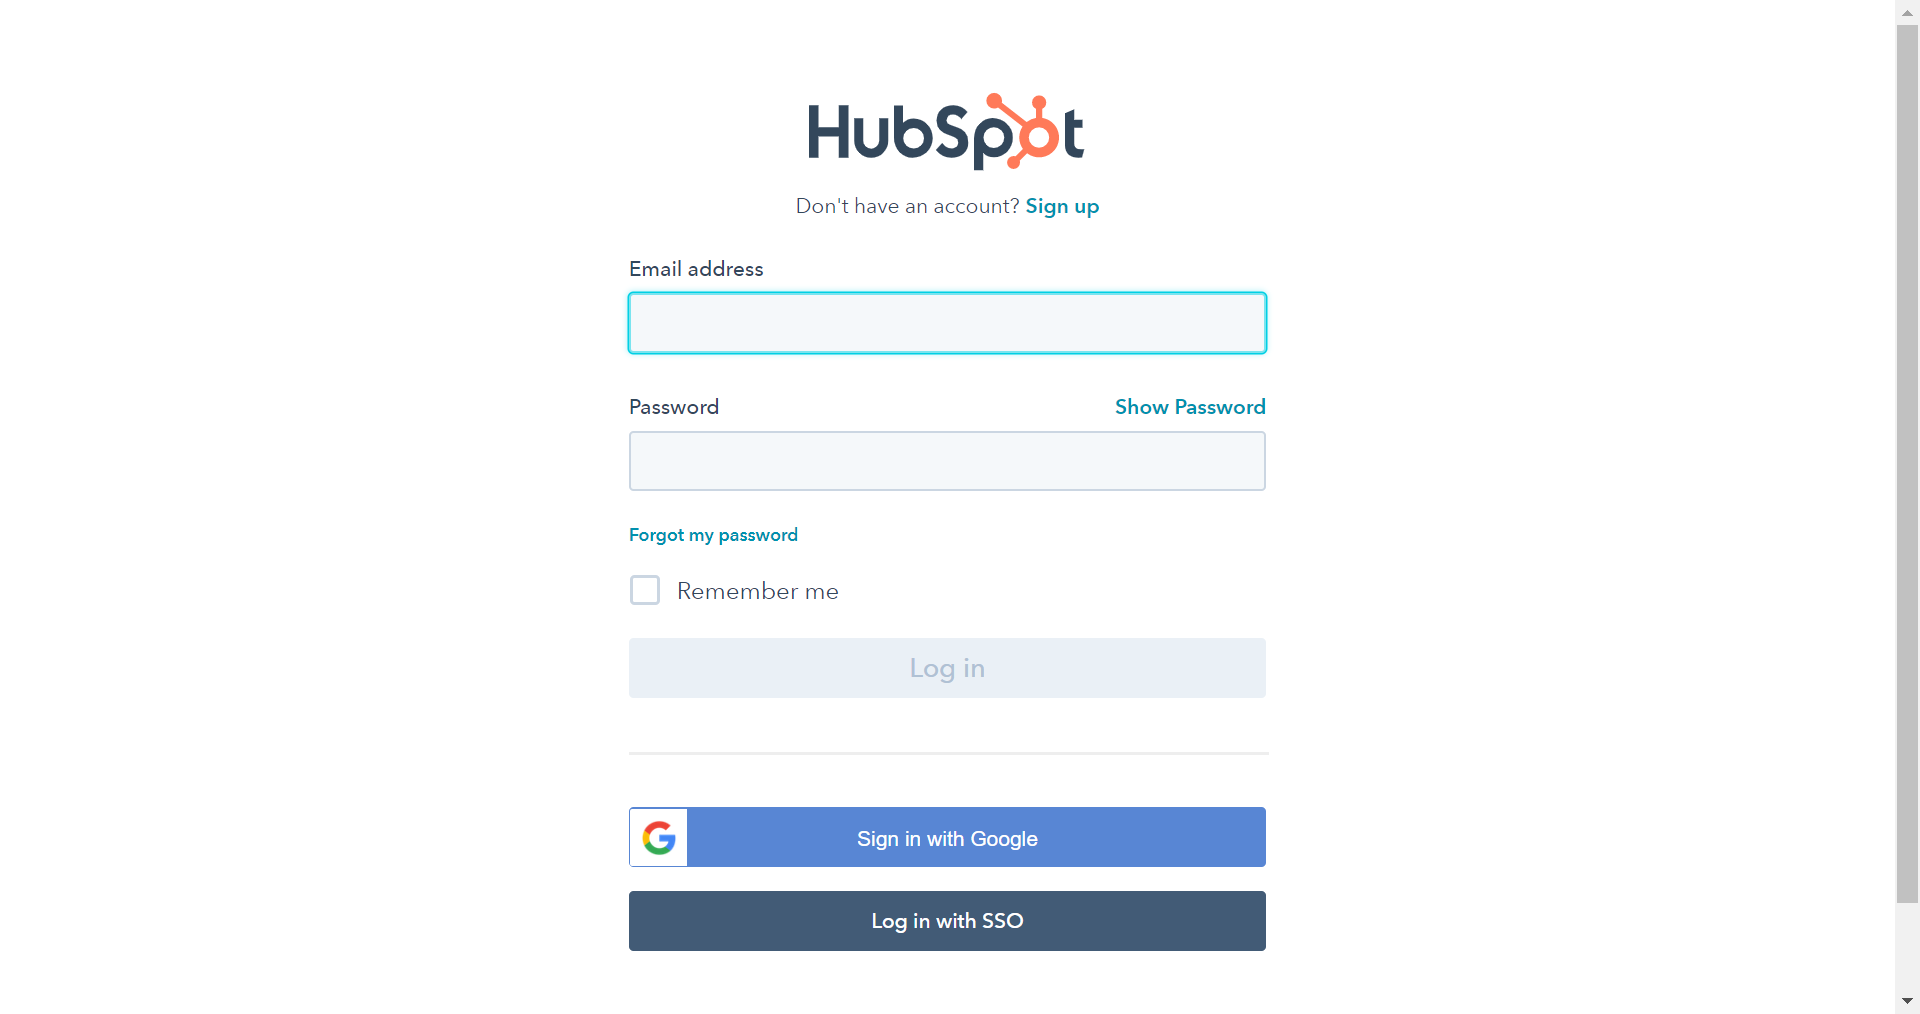 HubSpot
Don't have an account? Sign up
Email address
Password Show Password
Forgot my password
Remember me
Log in
Sign in with Google
Log in with SSO